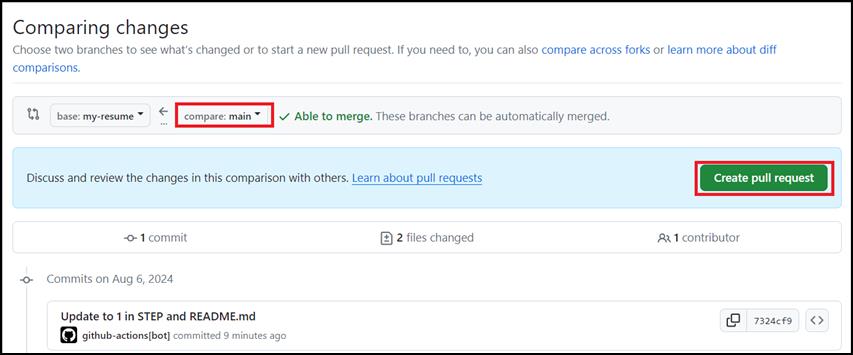 Comparing changes
Choose two branches to see what's changed or to start a new pull request. If you need to, you can also compare across forks or learn more about diff
comparisons.
base: my-resume
compare: main
Able to merge. These branches can be automatically merged.
...
Discuss and review the changes in this comparison with others. Learn about pull requests
Create pull request
1 commit
2 files changed
1 contributor
Commits on Aug 6, 2024
Update to 1 in STEP and README.md
7324cf9
github-actions[bot] committed 9 minutes ago